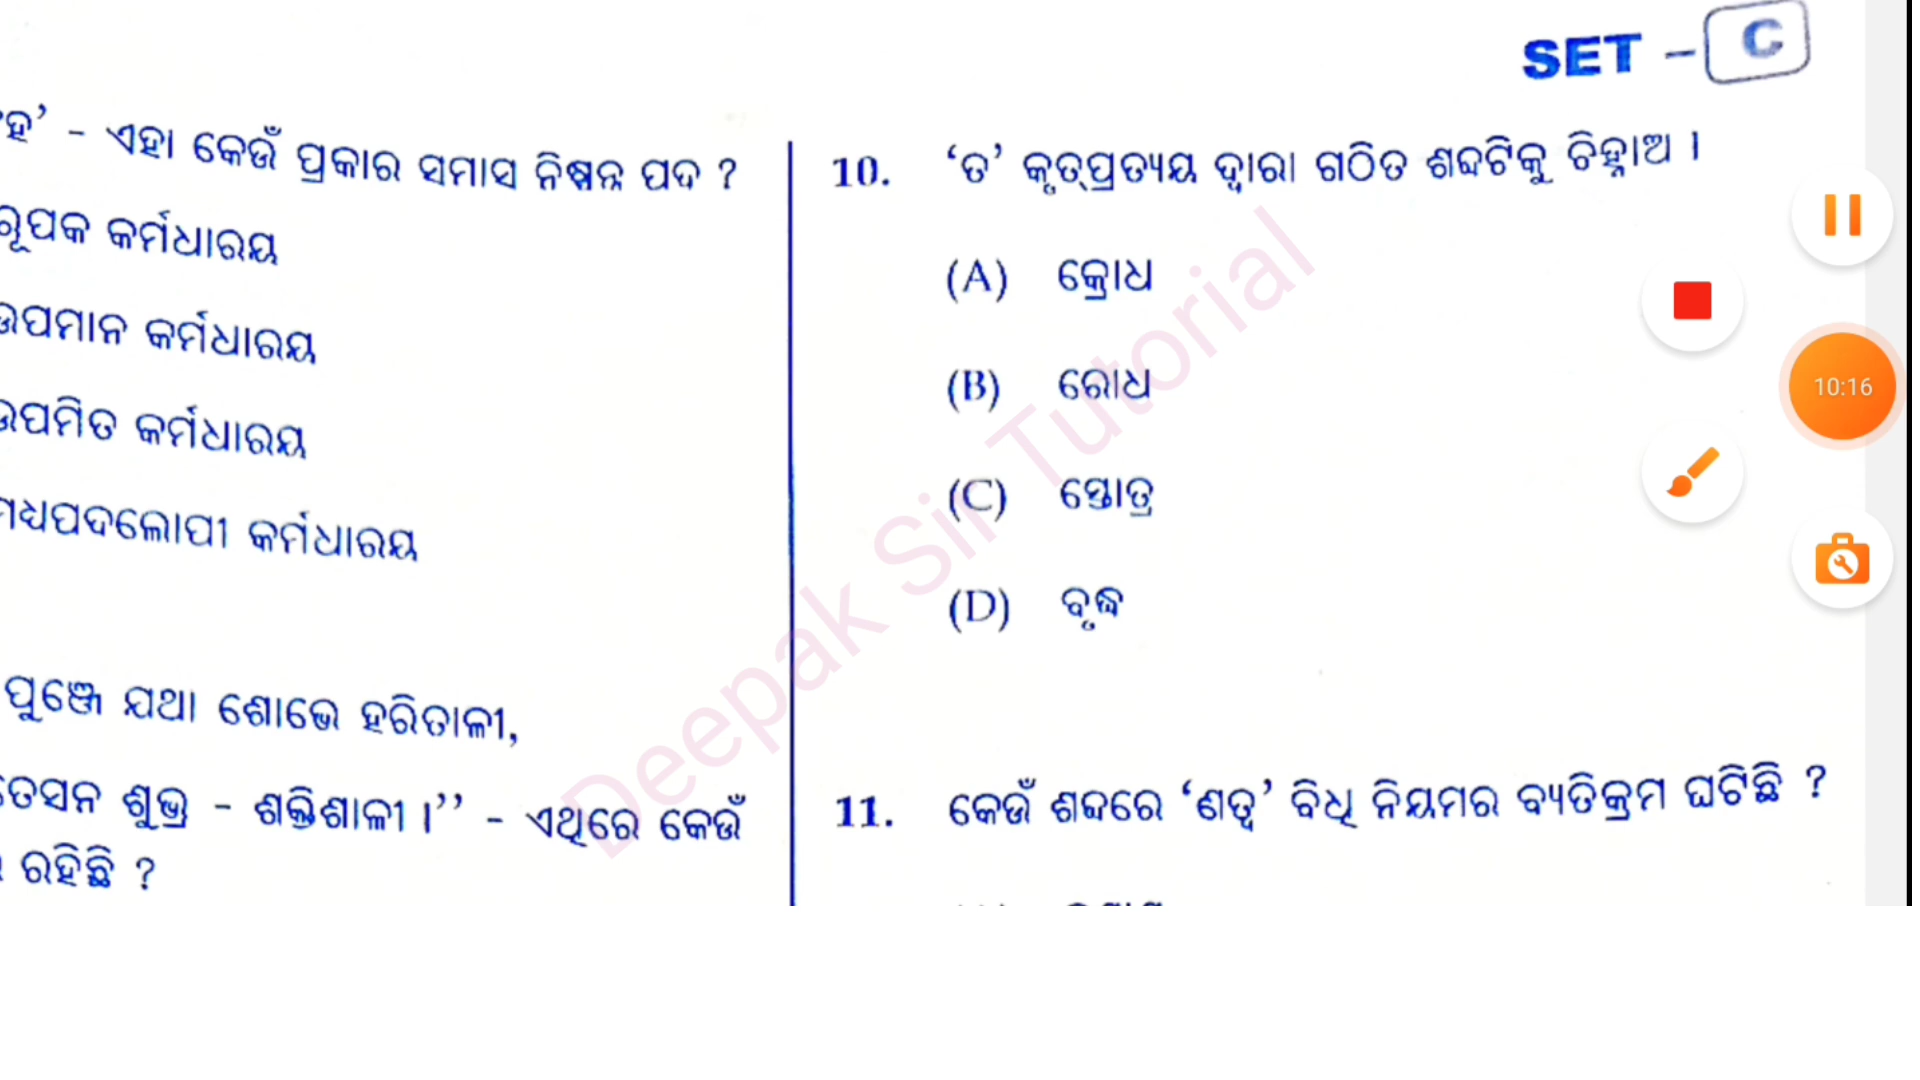 SET - C
ହ’ - ଏହା କେଉଁ ପ୍ରକାର ସମାସ ନିଷ୍ପନ୍ନ ପଦ ?
ରୂପକ କର୍ମଧାରୟ
ଉପମାନ କର୍ମଧାରୟ
ଉପମିତ କର୍ମଧାରୟ
ମଧ୍ୟପଦଲୋପୀ କର୍ମଧାରୟ
ପୁଞ୍ଜେ ଯଥା ଶୋଭେ ହରିତାଳୀ,
ତେସନ ଶୁଭ୍ର - ଶକ୍ତିଶାଳୀ ।’’ - ଏଥିରେ କେଉଁ
ରହିଛି ?
10. ‘ତ’ କୃତ୍‌ପ୍ରତ୍ୟୟ ଦ୍ୱାରା ଗଠିତ ଶବ୍ଦଟିକୁ ଚିହ୍ନାଅ ।
(A) କ୍ରୋଧ
(B) ରୋଧ
(C) ସ୍ତୋତ୍ର
(D) ବୃଦ୍ଧ
11. କେଉଁ ଶବ୍ଦରେ ‘ଣତ୍ୱ’ ବିଧି ନିୟମର ବ୍ୟତିକ୍ରମ ଘଟିଛି ?
Deepak Sir Tutorial
10:16